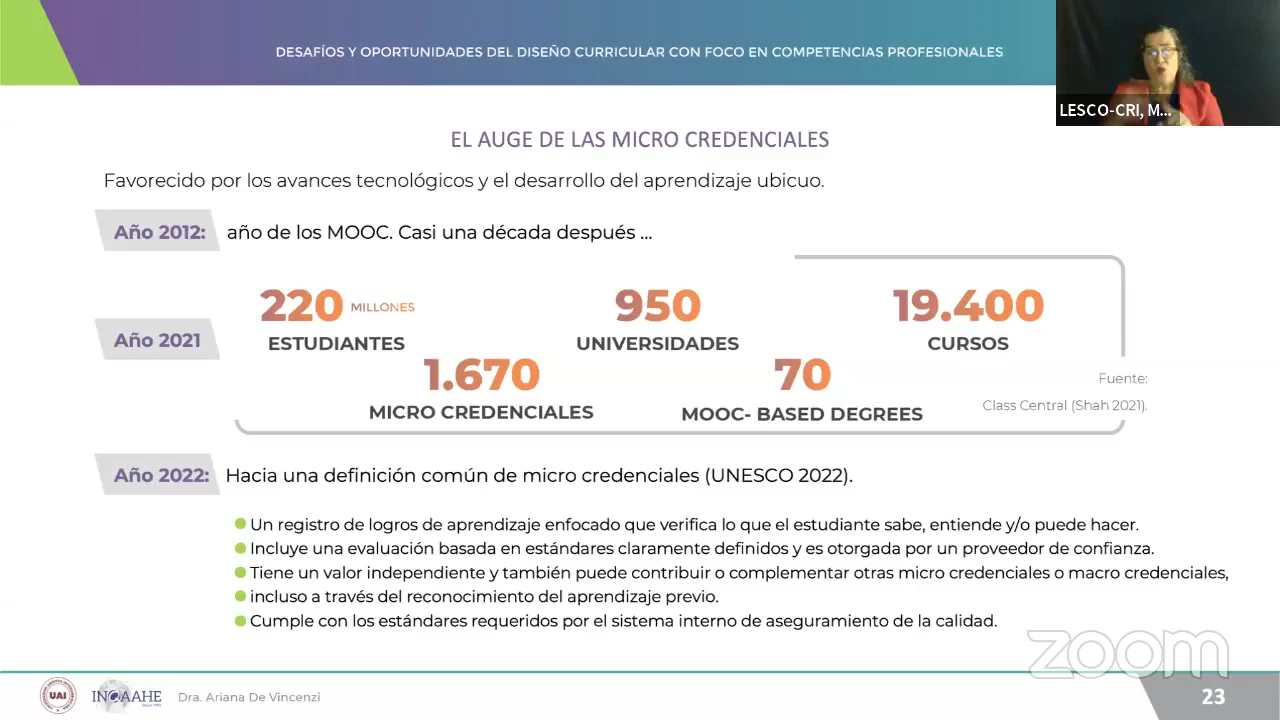 DESAFÍOS Y OPORTUNIDADES DEL DISEÑO CURRICULAR CON FOCO EN COMPETENCIAS PROFESIONALES
LESCO-CRI, M...
EL AUGE DE LAS MICRO CREDENCIALES
Favorecido por los avances tecnológicos y el desarrollo del aprendizaje ubicuo.
Año 2012: año de los MOOC. Casi una década después ...
Año 2021
220 MILLONES
ESTUDIANTES
950
UNIVERSIDADES
19.400
CURSOS
1.670
MICRO CREDENCIALES
70
MOOC- BASED DEGREES
Fuente:
Class Central (Shah 2021).
Año 2022: Hacia una definición común de micro credenciales (UNESCO 2022).
Un registro de logros de aprendizaje enfocado que verifica lo que el estudiante sabe, entiende y/o puede hacer.
Incluye una evaluación basada en estándares claramente definidos y es otorgada por un proveedor de confianza.
Tiene un valor independiente y también puede contribuir o complementar otras micro credenciales o macro credenciales,
incluso a través del reconocimiento del aprendizaje previo.
Cumple con los estándares requeridos por el sistema interno de aseguramiento de la calidad.
zoom
UAI
INQAAHE
Dra. Ariana De Vincenzi
23